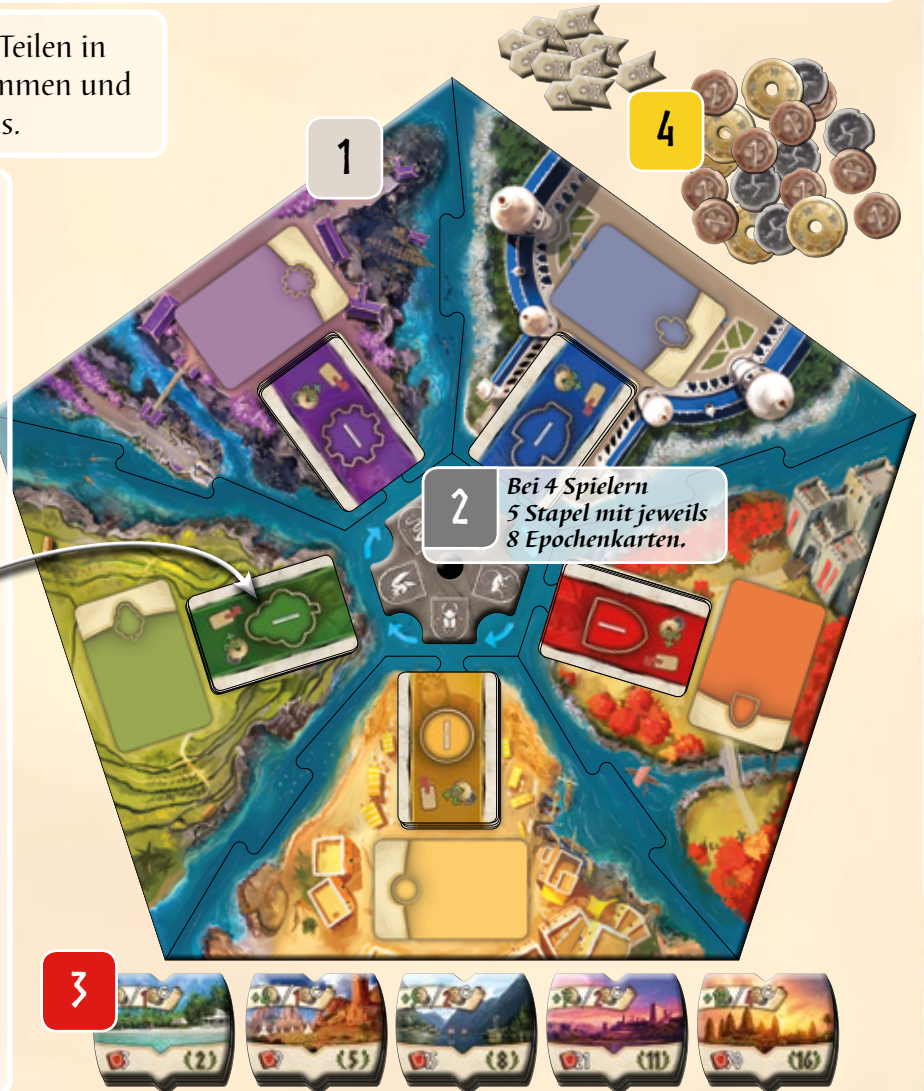 Teilen in
mmen und
s.
1
4
2
Bei 4 Spielern
5 Stapel mit jeweils
8 Epochenkarten.
3
(2)
(5)
(8)
(11)
(16)